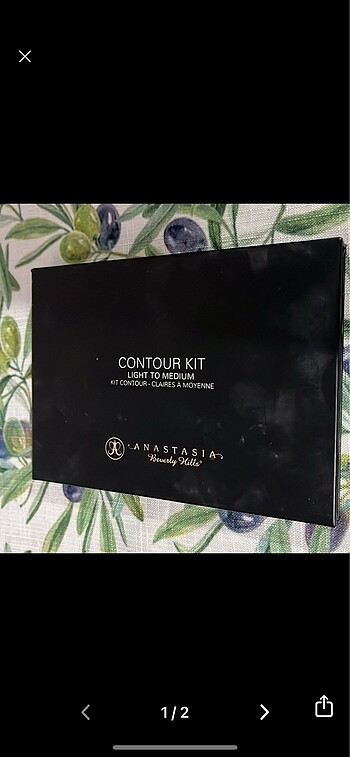 CONTOUR KIT
LIGHT TO MEDIUM
KIT CONTOUR - CLAIRES À MOYENNE
ANASTASIA
Beverly Hills®
1/2